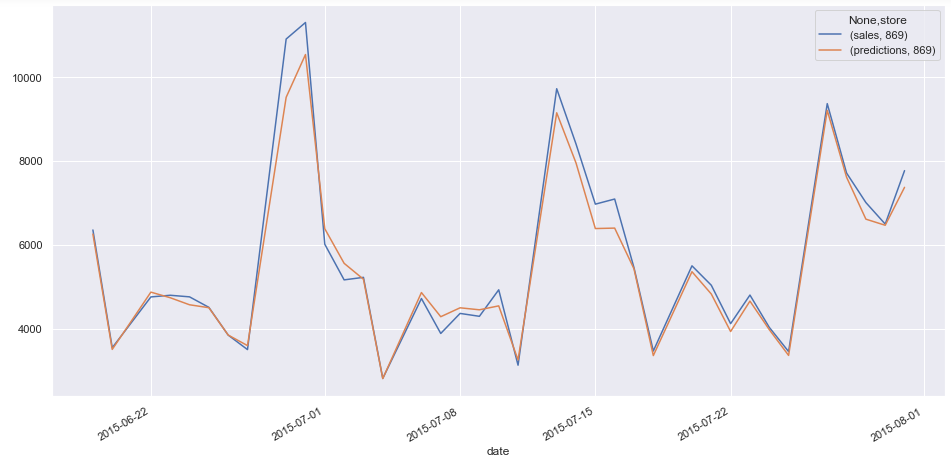 None,store
(sales, 869)
(predictions, 869)
10000
8000
6000
4000
2015-06-22
2015-07-01
2015-07-08
2015-07-15
2015-07-22
2015-08-01
date